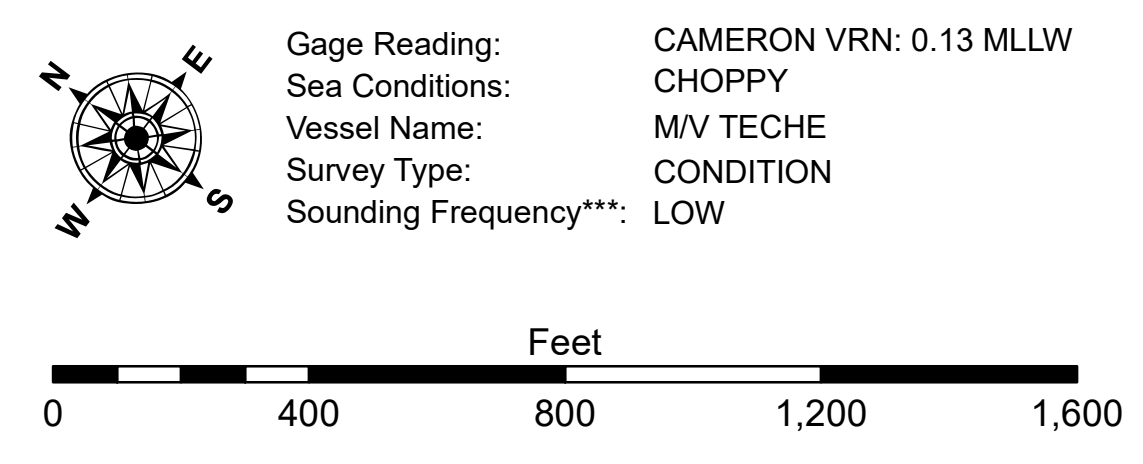 N
E
W
S
Gage Reading: CAMERON VRN: 0.13 MLLW
Sea Conditions: CHOPPY
Vessel Name: M/V TECHE
Survey Type: CONDITION
Sounding Frequency***: LOW
Feet
0 400 800 1,200 1,600